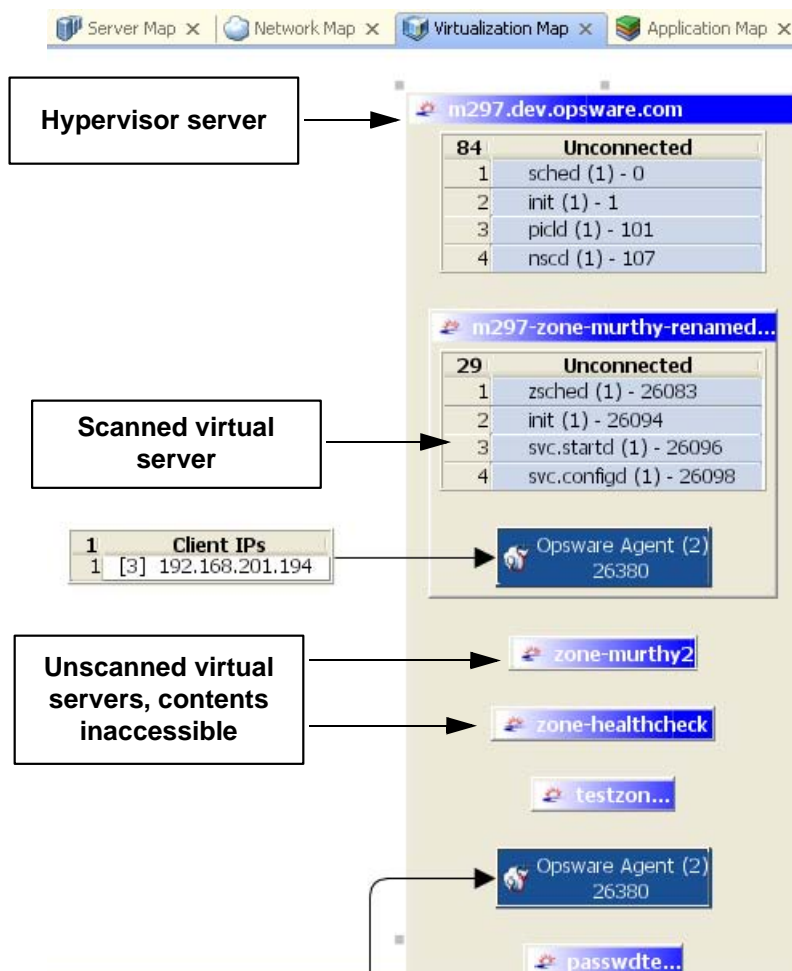 Server Map
Network Map
Virtualization Map
Application Map
Hypervisor server
m297.dev.opsware.com
84 Unconnected
1 sched (1) - 0
2 init (1) - 1
3 picld (1) - 101
4 nscd (1) - 107
m297-zone-murthy-renamed...
29 Unconnected
1 zsched (1) - 26083
2 init (1) - 26094
3 svc.startd (1) - 26096
4 svc.configd (1) - 26098
Scanned virtual
server
1 Client IPs
1 [3] 192.168.201.194
Opsware Agent (2)
26380
Unscanned virtual
servers, contents
inaccessible
zone-murthy2
zone-healthcheck
testzon...
Opsware Agent (2)
26380
passwdte...